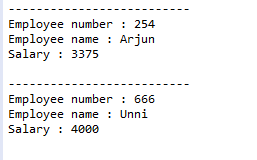 --------------------------
Employee number : 254
Employee name : Arjun
Salary : 3375
--------------------------
Employee number : 666
Employee name : Unni
Salary : 4000